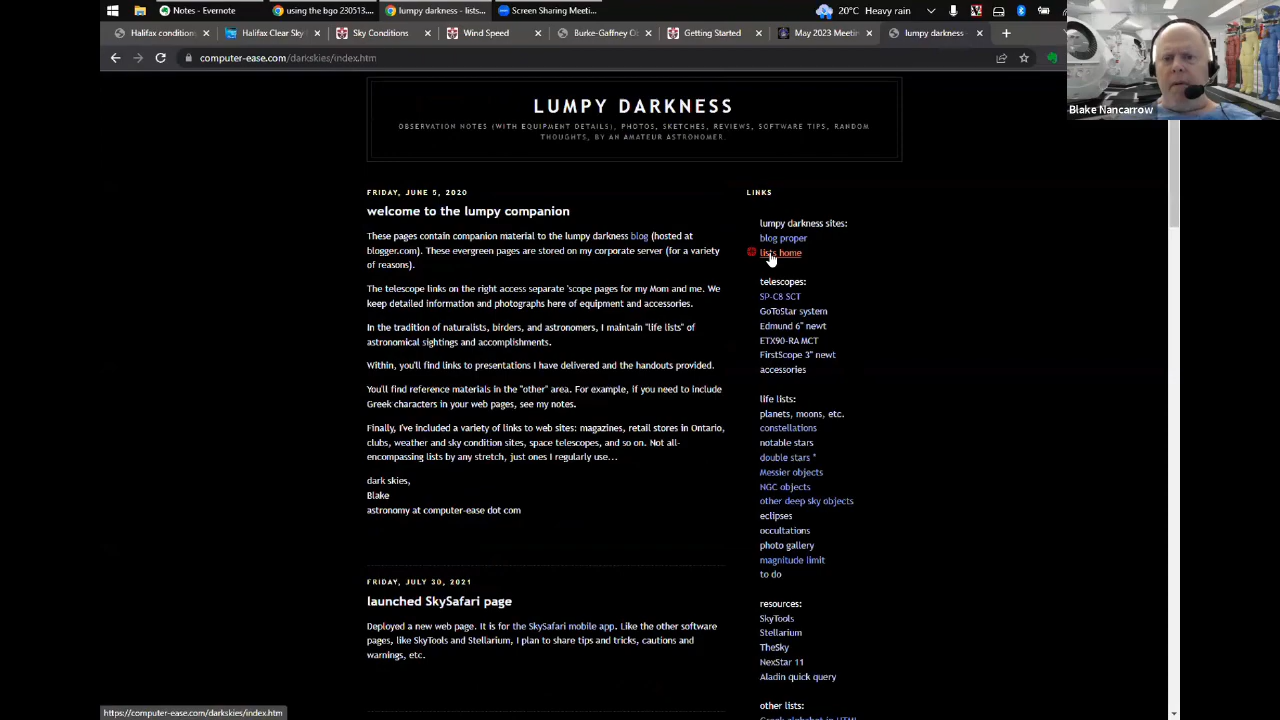 Notes - Evernote
using the bgo 230513....
lumpy darkness - lists...
Screen Sharing Meeti...
20°C Heavy rain
Halifax condition
Halifax Clear Sky
Sky Conditions
Wind Speed
Burke-Gaffney O
Getting Started
May 2023 Meetin
lumpy darkness
computer-ease.com/darkskies/index.htm
Blake Nancarrow
LUMPY DARKNESS
OBSERVATION NOTES (WITH EQUIPMENT DETAILS), PHOTOS, SKETCHES, REVIEWS, SOFTWARE TIPS, RANDOM
THOUGHTS, BY AN AMATEUR ASTRONOMER.
FRIDAY, JUNE 5, 2020
welcome to the lumpy companion
These pages contain companion material to the lumpy darkness blog (hosted at
blogger.com). These evergreen pages are stored on my corporate server (for a variety
of reasons).
The telescope links on the right access separate 'scope pages for my Mom and me. We
keep detailed information and photographs here of equipment and accessories.
In the tradition of naturalists, birders, and astronomers, I maintain "life lists" of
astronomical sightings and accomplishments.
Within, you'll find links to presentations I have delivered and the handouts provided.
You'll find reference materials in the "other" area. For example, if you need to include
Greek characters in your web pages, see my notes.
Finally, I've included a variety of links to web sites: magazines, retail stores in Ontario,
clubs, weather and sky condition sites, space telescopes, and so on. Not all-
encompassing lists by any stretch, just ones I regularly use...
dark skies,
Blake
astronomy at computer-ease dot com
FRIDAY, JULY 30, 2021
launched SkySafari page
Deployed a new web page. It is for the SkySafari mobile app. Like the other software
pages, like SkyTools and Stellarium, I plan to share tips and tricks, cautions and
warnings, etc.
LINKS
lumpy darkness sites:
blog proper
lists home
telescopes:
SP-C8 SCT
GoToStar system
Edmund 6" newt
ETX90-RA MCT
FirstScope 3" newt
accessories
life lists:
planets, moons, etc.
constellations
notable stars
double stars *
Messier objects
NGC objects
other deep sky objects
eclipses
occultations
photo gallery
magnitude limit
to do
resources:
SkyTools
Stellarium
TheSky
NexStar 11
Aladin quick query
other lists:
Greek alphabet in HTML
https://computer-ease.com/darkskies/index.htm